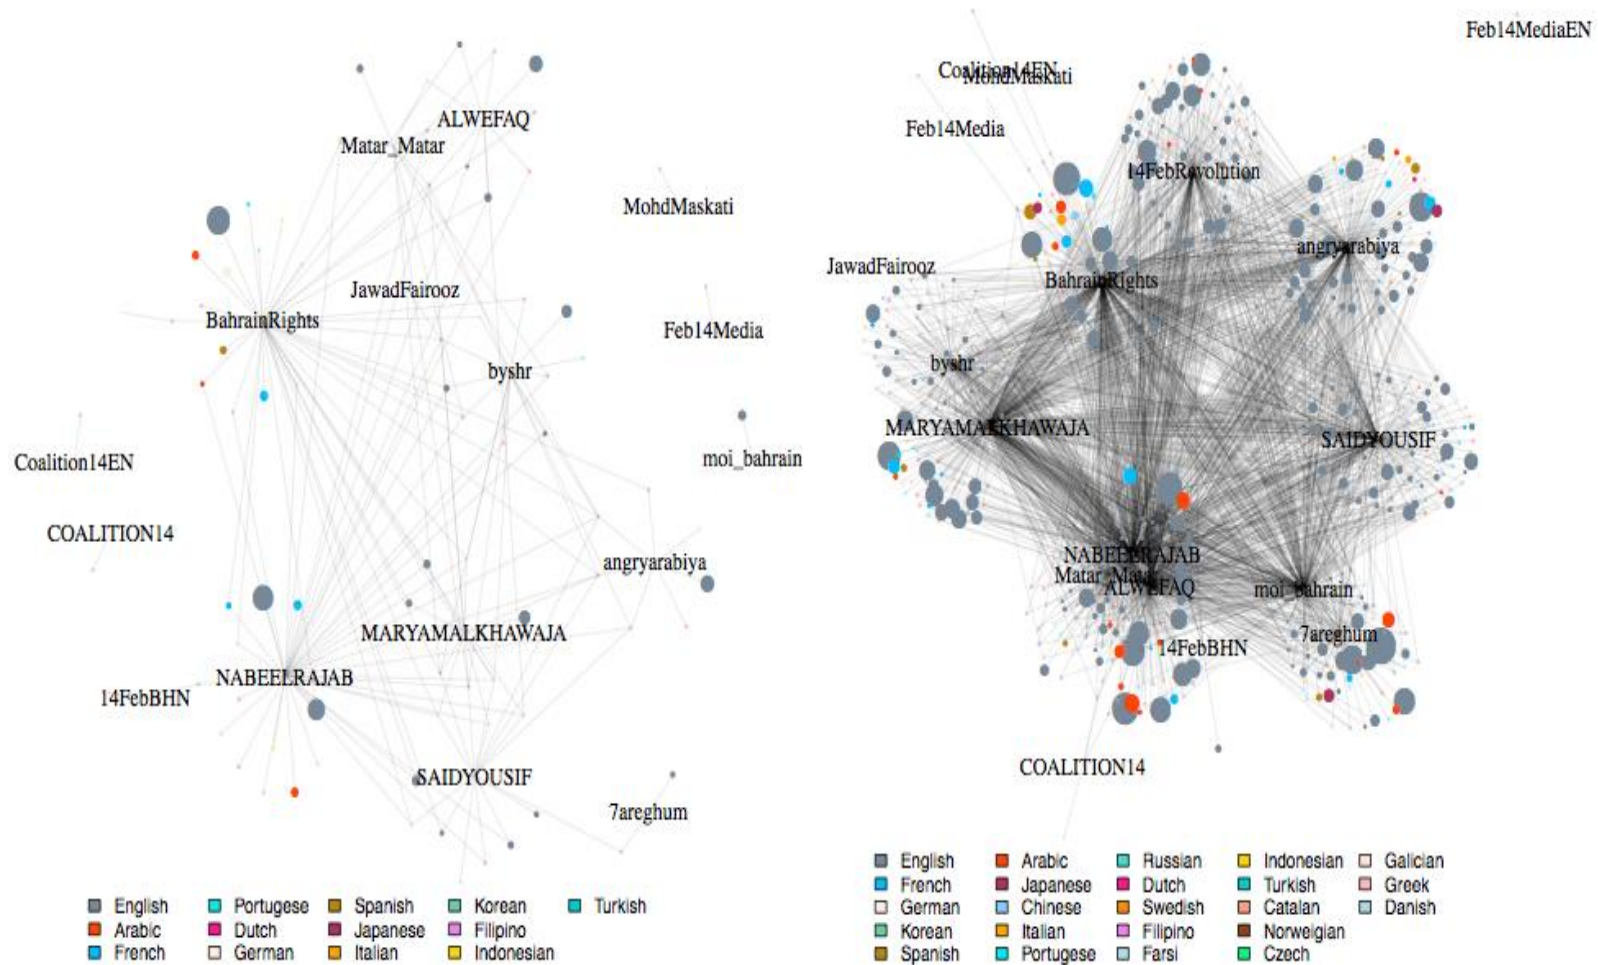 ALWEFAQ
Matar_Matar
MohdMaskati
JawadFairooz
BahrainRights
Feb14Media
byshr
Coalition14EN
moi_bahrain
COALITION14
angryarabiya
MARYAMALKHAWAJA
NABEELRAJAB
14FebBHN
SAIDYOUSIF
7areghum
English Portugese Spanish Korean Turkish
Arabic Dutch Japanese Filipino
French German Italian Indonesian
Feb14MediaEN
Coalition14EN
MohdMaskati
Feb14Media
14FebRevolution
angryarabiya
JawadFairooz
BahrainRights
byshr
MARYAMALKHAWAJA
SAIDYOUSIF
NABEELRAJAB
Matar_Matar
ALWEFAQ
moi_bahrain
7areghum
14FebBHN
COALITION14
English Arabic Russian Indonesian Galician
French Japanese Dutch Turkish Greek
German Chinese Swedish Catalan Danish
Korean Italian Filipino Norweigian
Spanish Portugese Farsi Czech